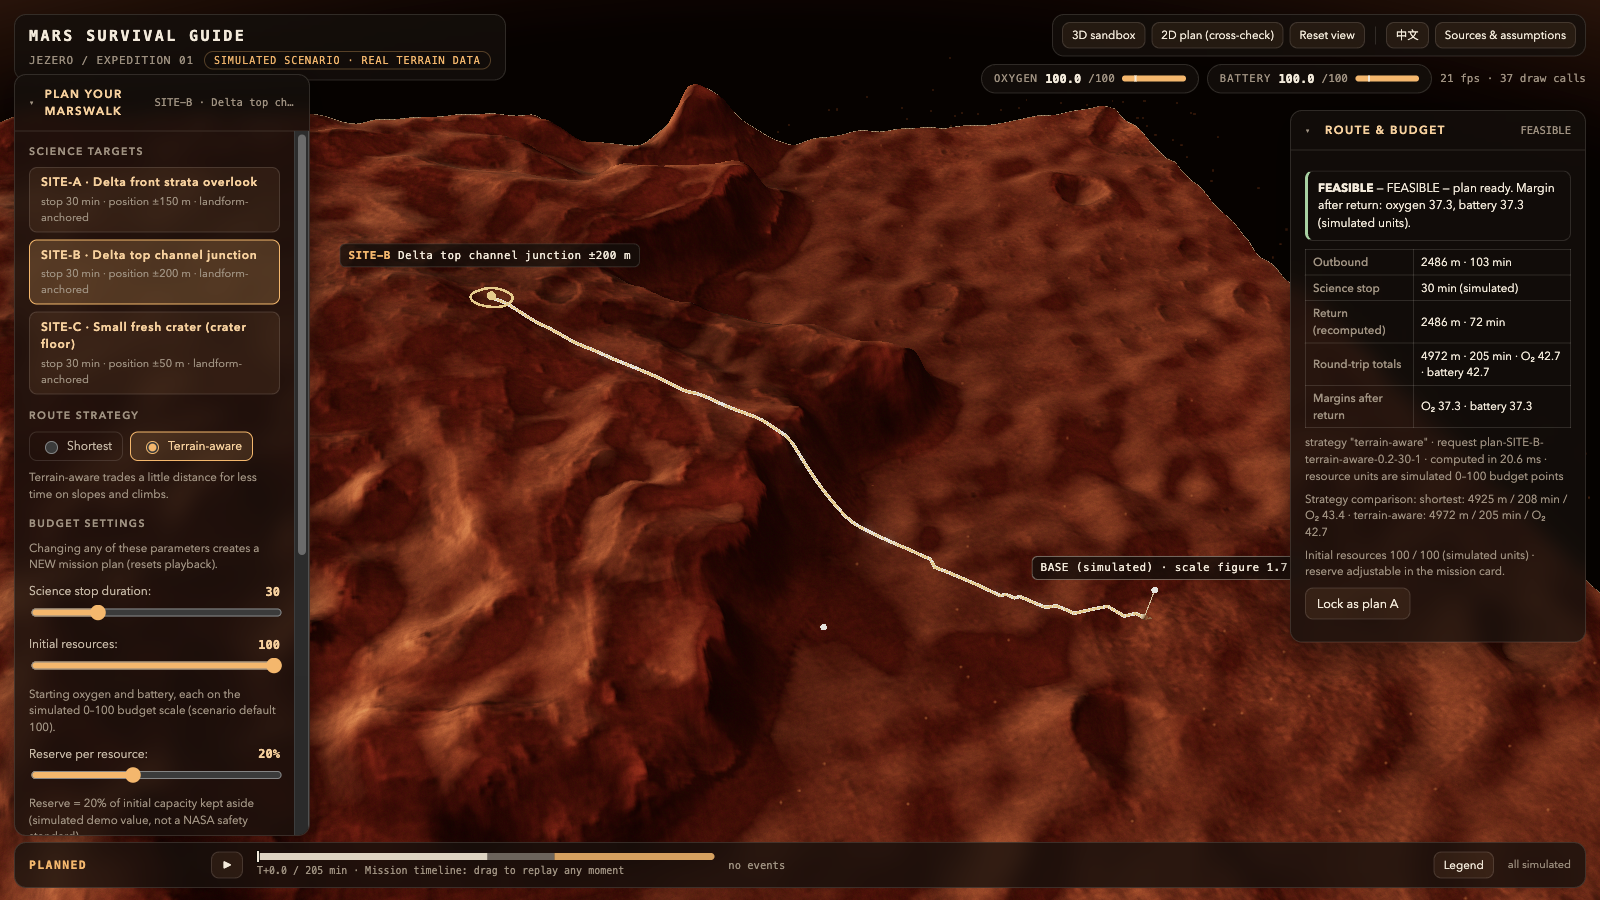 MARS SURVIVAL GUIDE
JEZERO / EXPEDITION 01
SIMULATED SCENARIO · REAL TERRAIN DATA
3D sandbox
2D plan (cross-check)
Reset view
中文
Sources & assumptions
OXYGEN 100.0 /100
BATTERY 100.0 /100
21 fps · 37 draw calls
PLAN YOUR
MARSWALK
SITE-B · Delta top ch…
SCIENCE TARGETS
SITE-A · Delta front strata overlook
stop 30 min · position ±150 m · landform-
anchored
SITE-B · Delta top channel junction
stop 30 min · position ±200 m · landform-
anchored
SITE-C · Small fresh crater (crater
floor)
stop 30 min · position ±50 m · landform-
anchored
ROUTE STRATEGY
Shortest
Terrain-aware
Terrain-aware trades a little distance for less
time on slopes and climbs.
BUDGET SETTINGS
Changing any of these parameters creates a
NEW mission plan (resets playback).
Science stop duration: 30
Initial resources: 100
Starting oxygen and battery, each on the
simulated 0–100 budget scale (scenario default
100).
Reserve per resource: 20%
Reserve = 20% of initial capacity kept aside
(simulated demo value, not a NASA safety
SITE-B Delta top channel junction ±200 m
BASE (simulated) · scale figure 1.7
ROUTE & BUDGET
FEASIBLE
FEASIBLE — FEASIBLE — plan ready. Margin
after return: oxygen 37.3, battery 37.3
(simulated units).
Outbound 2486 m · 103 min
Science stop 30 min (simulated)
Return
(recomputed) 2486 m · 72 min
Round-trip totals 4972 m · 205 min · O₂ 42.7
· battery 42.7
Margins after
return O₂ 37.3 · battery 37.3
strategy "terrain-aware" · request plan-SITE-B-
terrain-aware-0.2-30-1 · computed in 20.6 ms ·
resource units are simulated 0–100 budget points
Strategy comparison: shortest: 4925 m / 208 min /
O₂ 43.4 · terrain-aware: 4972 m / 205 min / O₂
42.7
Initial resources 100 / 100 (simulated units) ·
reserve adjustable in the mission card.
Lock as plan A
PLANNED
T+0.0 / 205 min · Mission timeline: drag to replay any moment
no events
Legend
all simulated